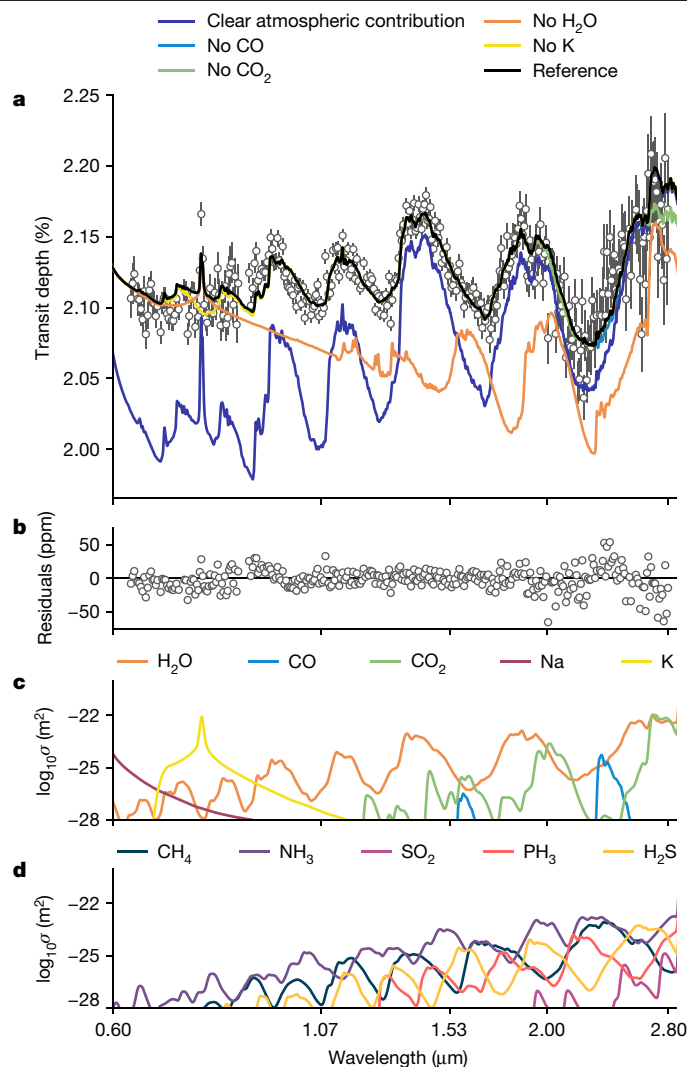 Clear atmospheric contribution
No H₂O
No CO
No K
No CO₂
Reference
a
2.25
2.20
2.15
2.10
2.05
2.00
Transit depth (%)
b
50
0
−50
Residuals (ppm)
H₂O CO CO₂ Na K
c
−22
−25
−28
log₁₀σ (m²)
CH₄ NH₃ SO₂ PH₃ H₂S
d
−22
−25
−28
log₁₀σ (m²)
0.60 1.07 1.53 2.00 2.80
Wavelength (μm)